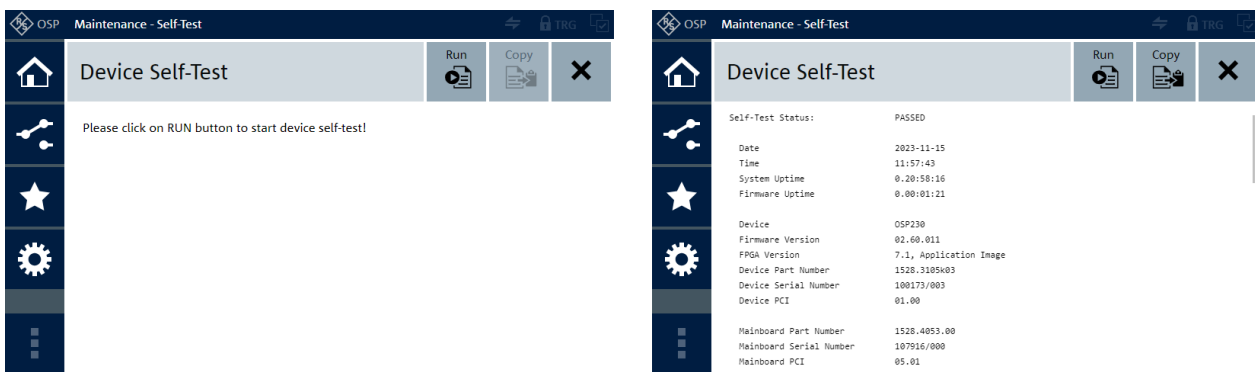 R&S OSP Maintenance - Self-Test TRG
Device Self-Test Run Copy
Please click on RUN button to start device self-test!
R&S OSP Maintenance - Self-Test TRG
Device Self-Test Run Copy
Self-Test Status: PASSED
Date 2023-11-15
Time 11:57:43
System Uptime 0.20:58:16
Firmware Uptime 0.00:01:21
Device OSP230
Firmware Version 02.60.011
FPGA Version 7.1, Application Image
Device Part Number 1528.3105k03
Device Serial Number 100173/003
Device PCI 01.00
Mainboard Part Number 1528.4053.00
Mainboard Serial Number 107916/000
Mainboard PCI 05.01